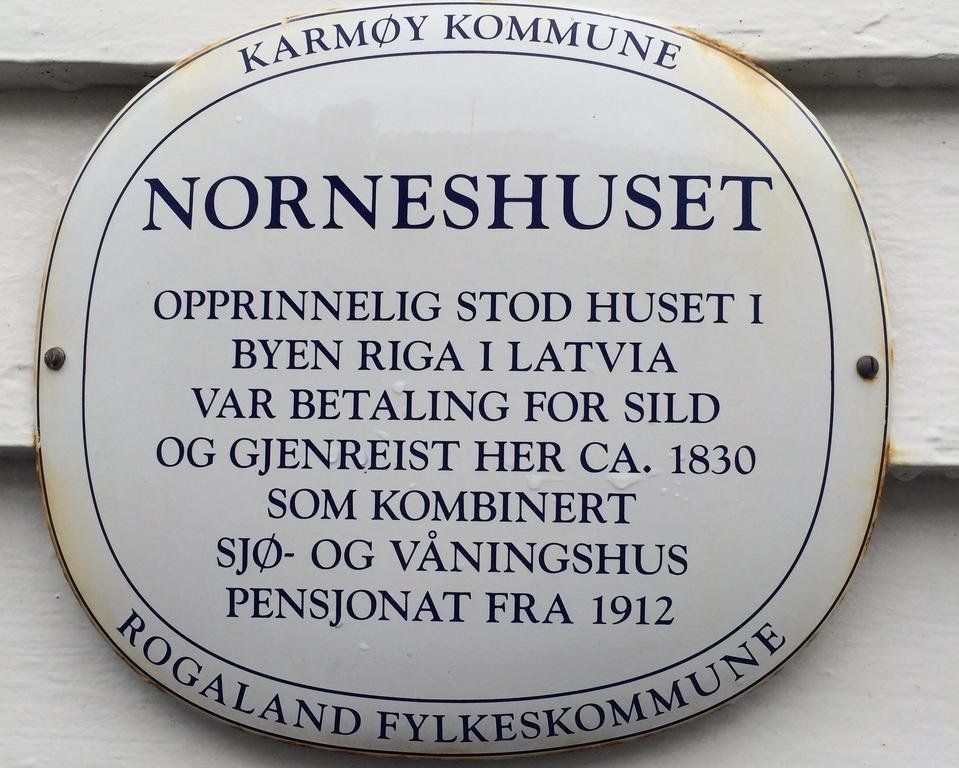 KARMØY KOMMUNE
NORNESHUSET
OPPRINNELIG STOD HUSET I
BYEN RIGA I LATVIA
VAR BETALING FOR SILD
OG GJENREIST HER CA. 1830
SOM KOMBINERT
SJØ- OG VÅNINGSHUS
PENSJONAT FRA 1912
ROGALAND FYLKESKOMMUNE